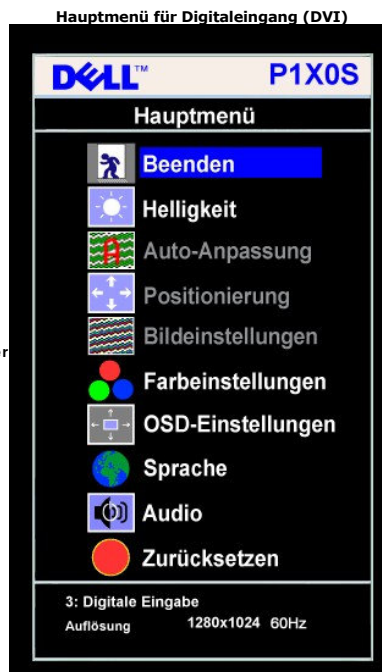 Hauptmenü für Digitaleingang (DVI)
DELL™ P1X0S
Hauptmenü
Beenden
Helligkeit
Auto-Anpassung
Positionierung
Bildeinstellungen
er
Farbeinstellungen
OSD-Einstellungen
Sprache
Audio
Zurücksetzen
3: Digitale Eingabe
Auflösung 1280x1024 60Hz